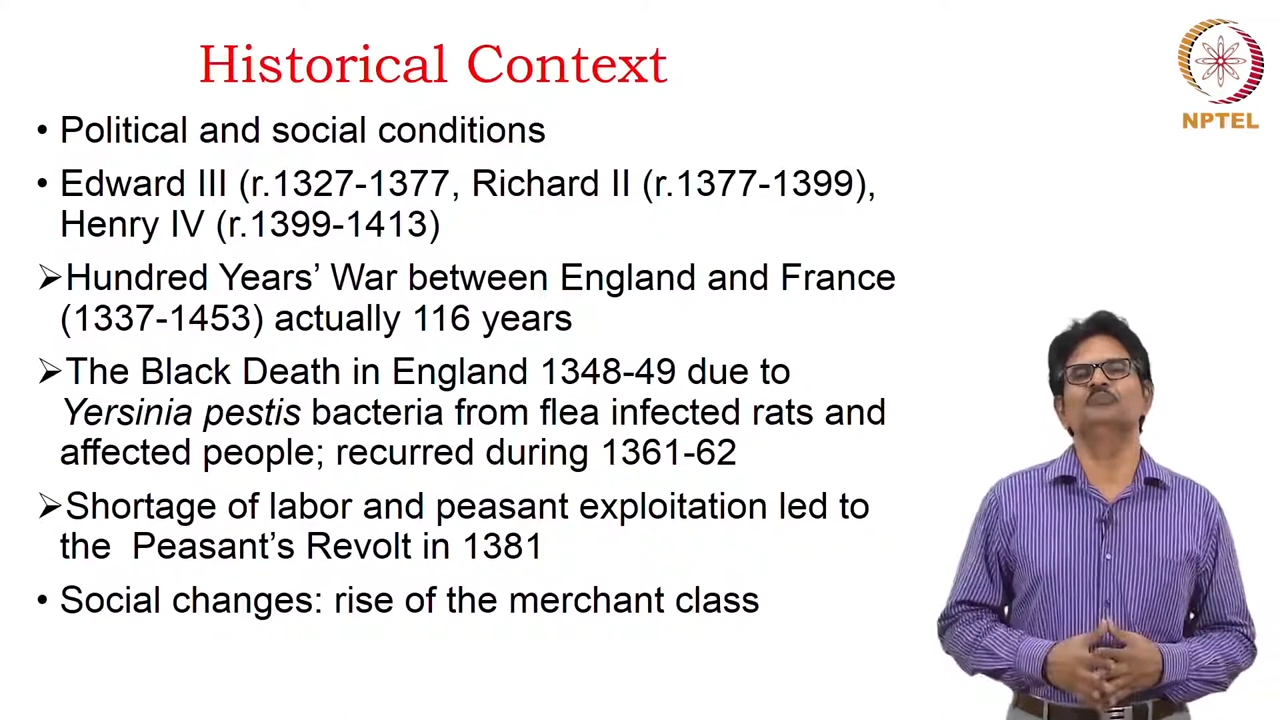 Historical Context
NPTEL
• Political and social conditions
• Edward III (r.1327-1377, Richard II (r.1377-1399),
Henry IV (r.1399-1413)
➢Hundred Years’ War between England and France
(1337-1453) actually 116 years
➢The Black Death in England 1348-49 due to
Yersinia pestis bacteria from flea infected rats and
affected people; recurred during 1361-62
➢Shortage of labor and peasant exploitation led to
the  Peasant’s Revolt in 1381
• Social changes: rise of the merchant class